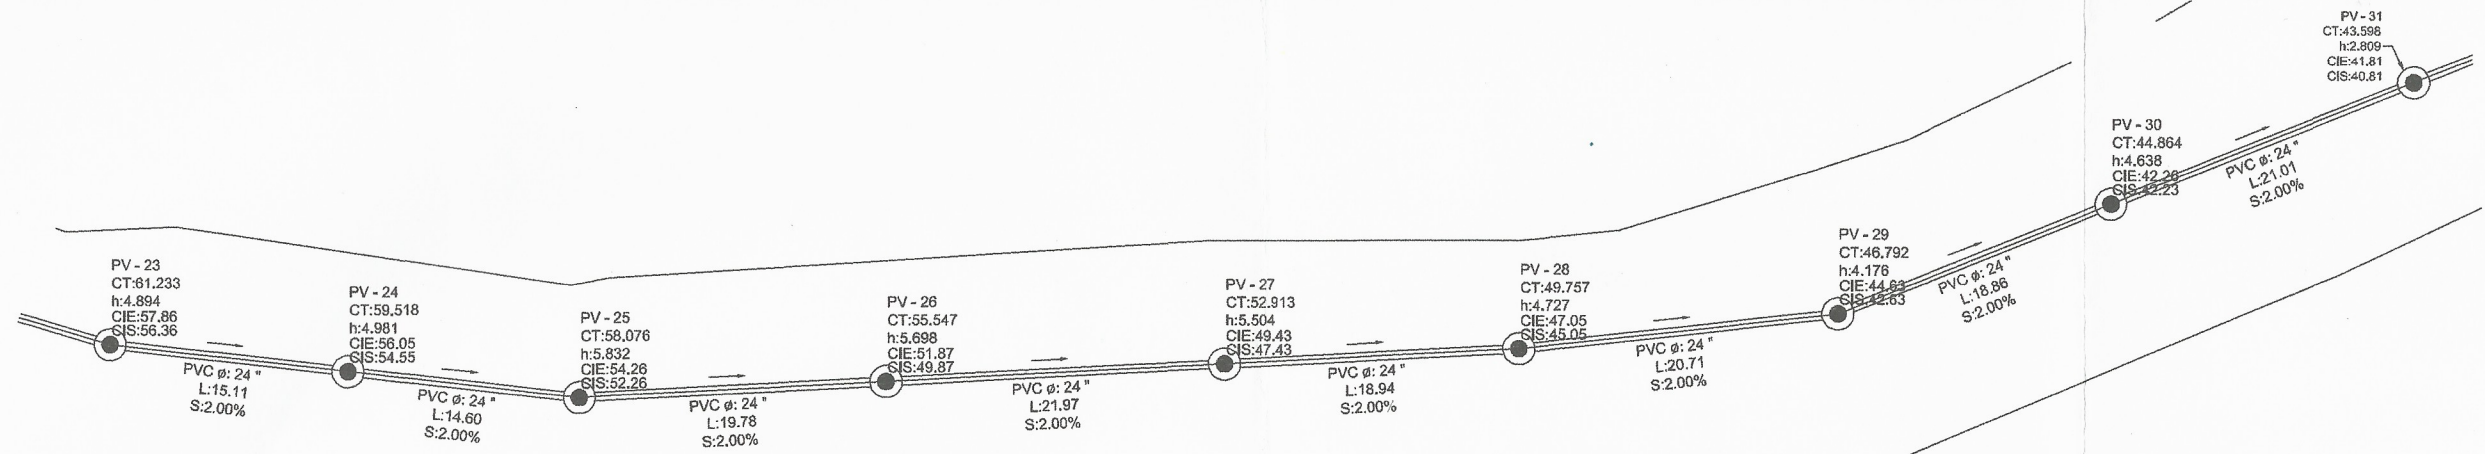 PV - 23
CT:61.233
h:4.894
CIE:57.86
CIS:56.36
PVC ø: 24 "
L:15.11
S:2.00%
PV - 24
CT:59.518
h:4.981
CIE:56.05
CIS:54.55
PVC ø: 24 "
L:14.60
S:2.00%
PV - 25
CT:58.076
h:5.832
CIE:54.26
CIS:52.26
PVC ø: 24 "
L:19.78
S:2.00%
PV - 26
CT:55.547
h:5.698
CIE:51.87
CIS:49.87
PVC ø: 24 "
L:21.97
S:2.00%
PV - 27
CT:52.913
h:5.504
CIE:49.43
CIS:47.43
PVC ø: 24 "
L:18.94
S:2.00%
PV - 28
CT:49.757
h:4.727
CIE:47.05
CIS:45.05
PVC ø: 24 "
L:20.71
S:2.00%
PV - 29
CT:46.792
h:4.176
CIE:44.63
CIS:42.63
PVC ø: 24 "
L:18.86
S:2.00%
PV - 30
CT:44.864
h:4.638
CIE:42.26
CIS:42.23
PVC ø: 24 "
L:21.01
S:2.00%
PV - 31
CT:43.598
h:2.809
CIE:41.81
CIS:40.81